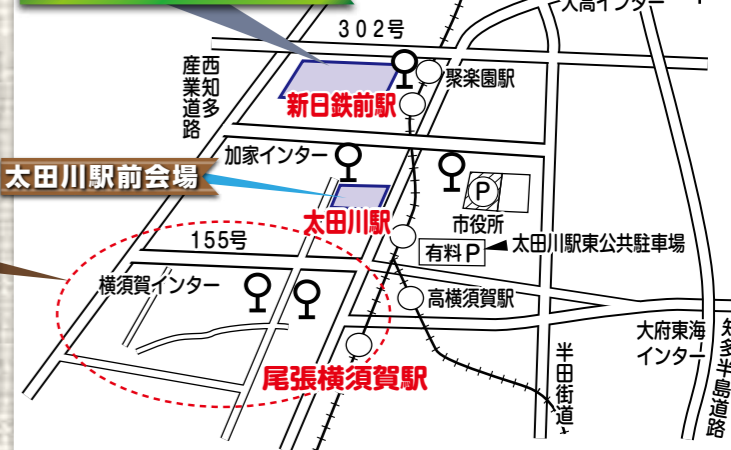 大高インター
302号
西知多
産業道路
聚楽園駅
新日鉄前駅
加家インター
太田川駅前会場
P
市役所
太田川駅
155号
有料P
太田川駅東公共駐車場
横須賀インター
高横須賀駅
大府東海
インター
知多半島道路
半田街道
尾張横須賀駅